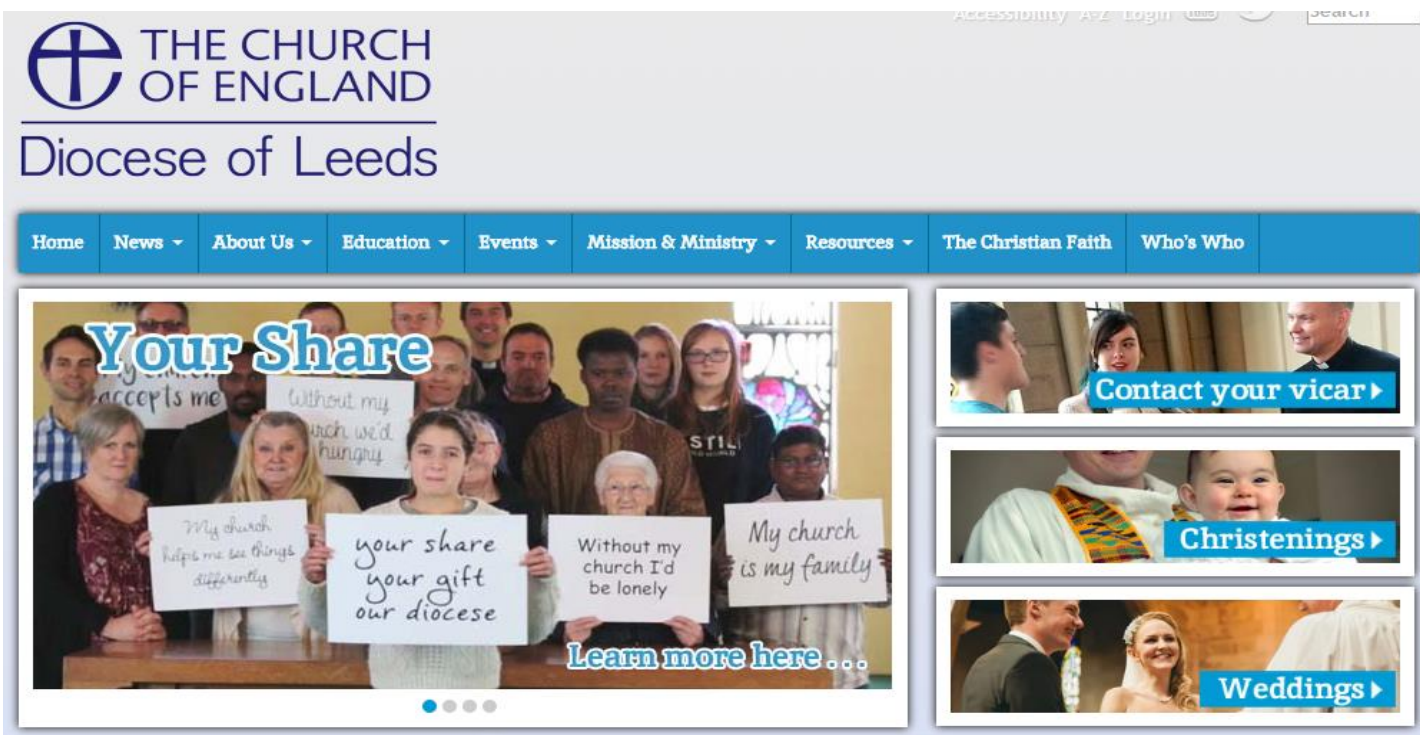 Accessibility A-Z Login Search
THE CHURCH
OF ENGLAND
Diocese of Leeds
Home News About Us Education Events Mission & Ministry Resources The Christian Faith Who's Who
Your Share
My church
accepts me
Without my
church we'd
hungry
My church
helps me see things
differently
your share
your gift
our diocese
Without my
church I'd
be lonely
My church
is my family
Learn more here ...
Contact your vicar
Christenings
Weddings